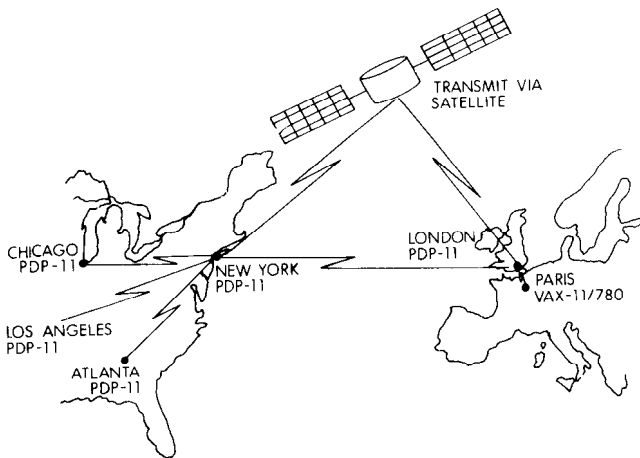 TRANSMIT VIA
SATELLITE
CHICAGO
PDP-11
NEW YORK
PDP-11
LONDON
PDP-11
PARIS
VAX-11/780
LOS ANGELES
PDP-11
ATLANTA
PDP-11